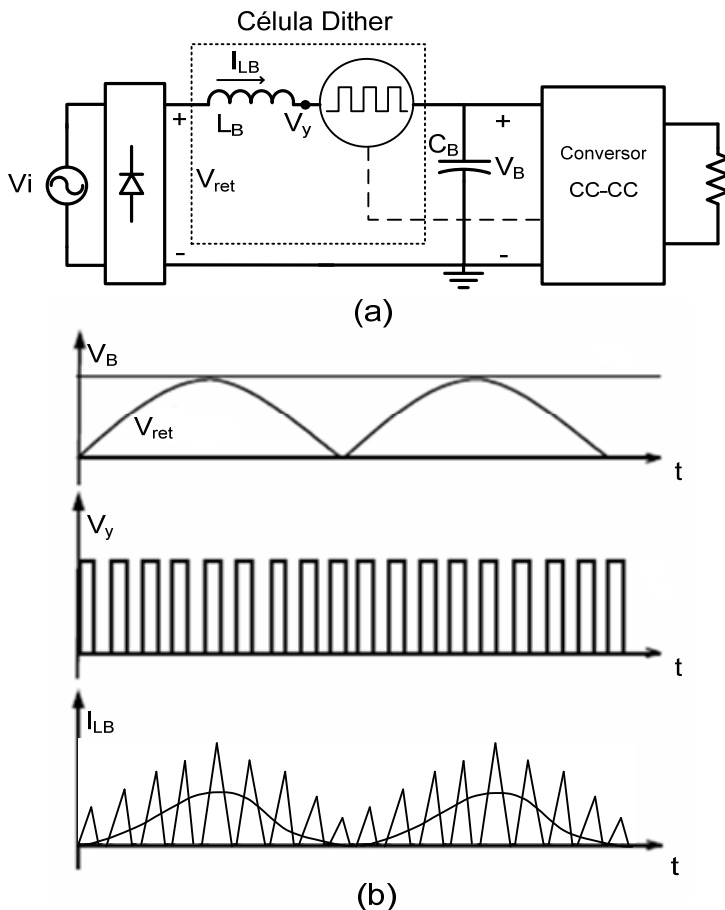 Célula Dither
I_LB
+
L_B
V_y
Vi
V_ret
-
C_B
+
V_B
-
Conversor
CC-CC
(a)
V_B
V_ret
t
V_y
t
I_LB
t
(b)